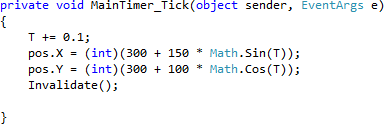 private void MainTimer_Tick(object sender, EventArgs e)
{
T += 0.1;
pos.X = (int)(300 + 150 * Math.Sin(T));
pos.Y = (int)(300 + 100 * Math.Cos(T));
Invalidate();
}